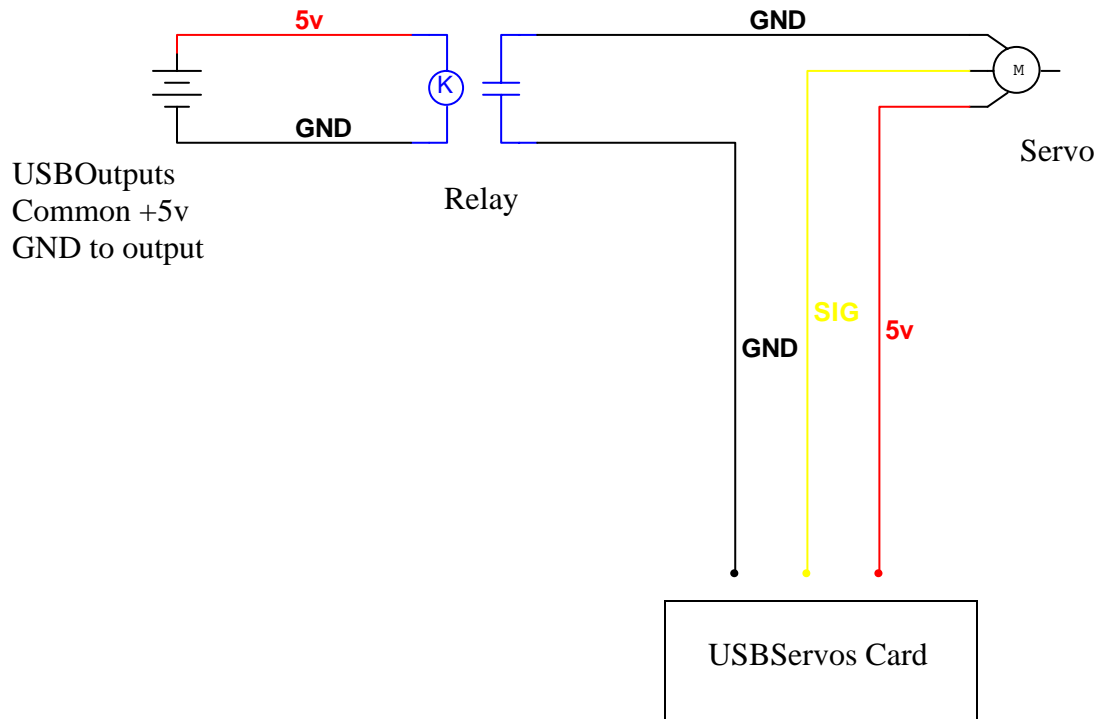 5v
GND
K
M
GND
Servo
USBOutputs
Common +5v
GND to output
Relay
SIG
5v
GND
USBServos Card